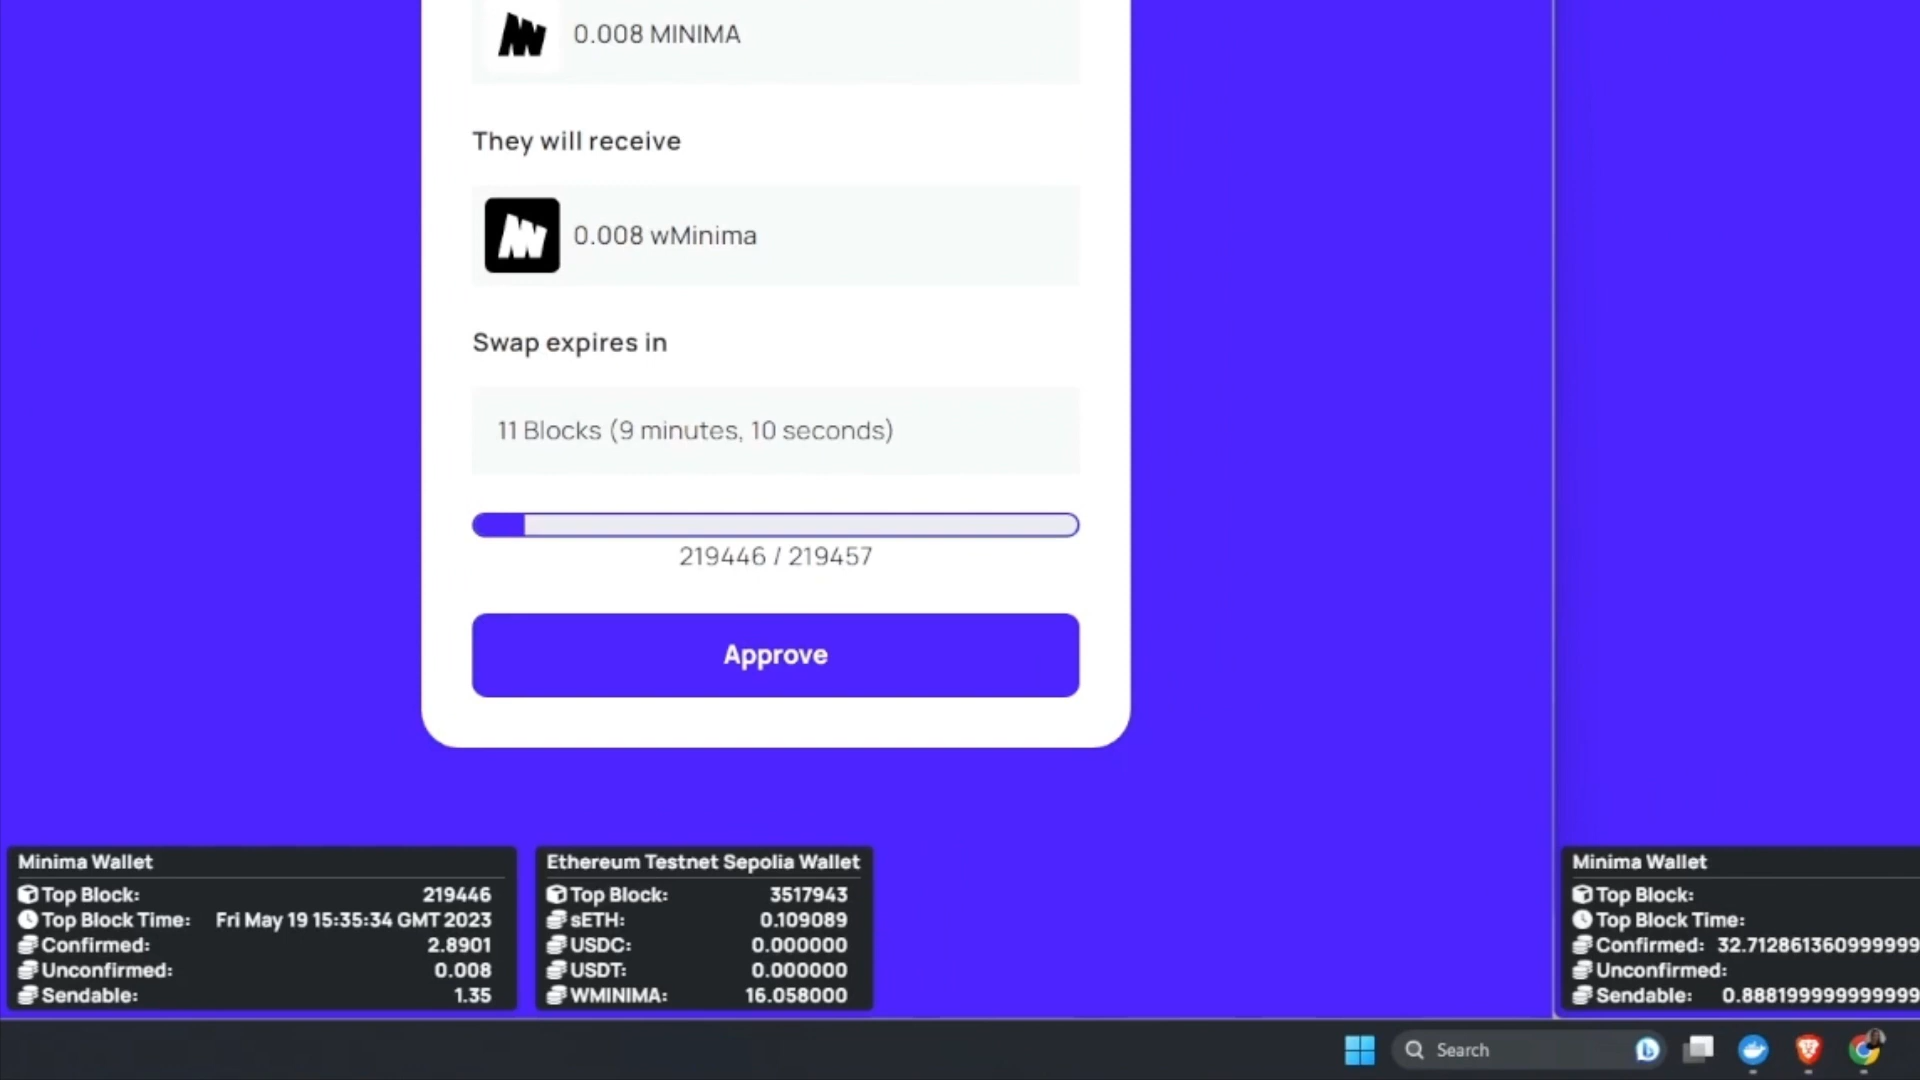 0.008 MINIMA
They will receive
0.008 wMinima
Swap expires in
11 Blocks (9 minutes, 10 seconds)
219446 / 219457
Approve
Minima Wallet
Top Block: 219446
Top Block Time: Fri May 19 15:35:34 GMT 2023
Confirmed: 2.8901
Unconfirmed: 0.008
Sendable: 1.35
Ethereum Testnet Sepolia Wallet
Top Block: 3517943
sETH: 0.109089
USDC: 0.000000
USDT: 0.000000
WMINIMA: 16.058000
Minima Wallet
Top Block:
Top Block Time:
Confirmed: 32.712861360999999
Unconfirmed:
Sendable: 0.888199999999999
Search